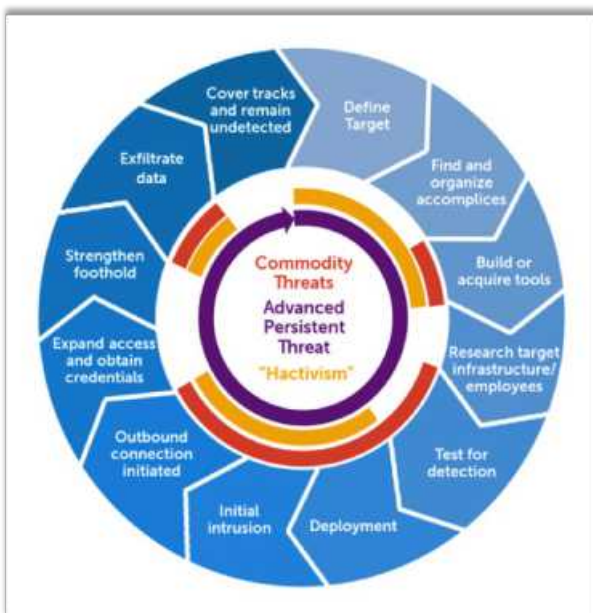 Define
Target
Find and
organize
accomplices
Build or
acquire tools
Research target
infrastructure/
employees
Test for
detection
Deployment
Initial
intrusion
Outbound
connection
initiated
Expand access
and obtain
credentials
Strengthen
foothold
Exfiltrate
data
Cover tracks
and remain
undetected
Commodity
Threats
Advanced
Persistent
Threat
"Hactivism"